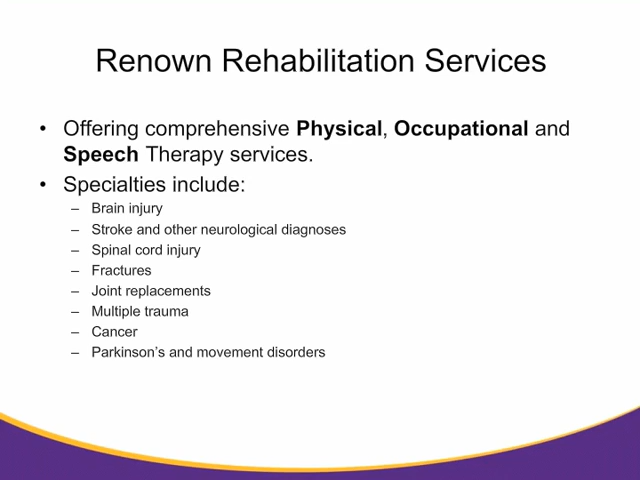 Renown Rehabilitation Services
• Offering comprehensive Physical, Occupational and
Speech Therapy services.
• Specialties include:
– Brain injury
– Stroke and other neurological diagnoses
– Spinal cord injury
– Fractures
– Joint replacements
– Multiple trauma
– Cancer
– Parkinson’s and movement disorders